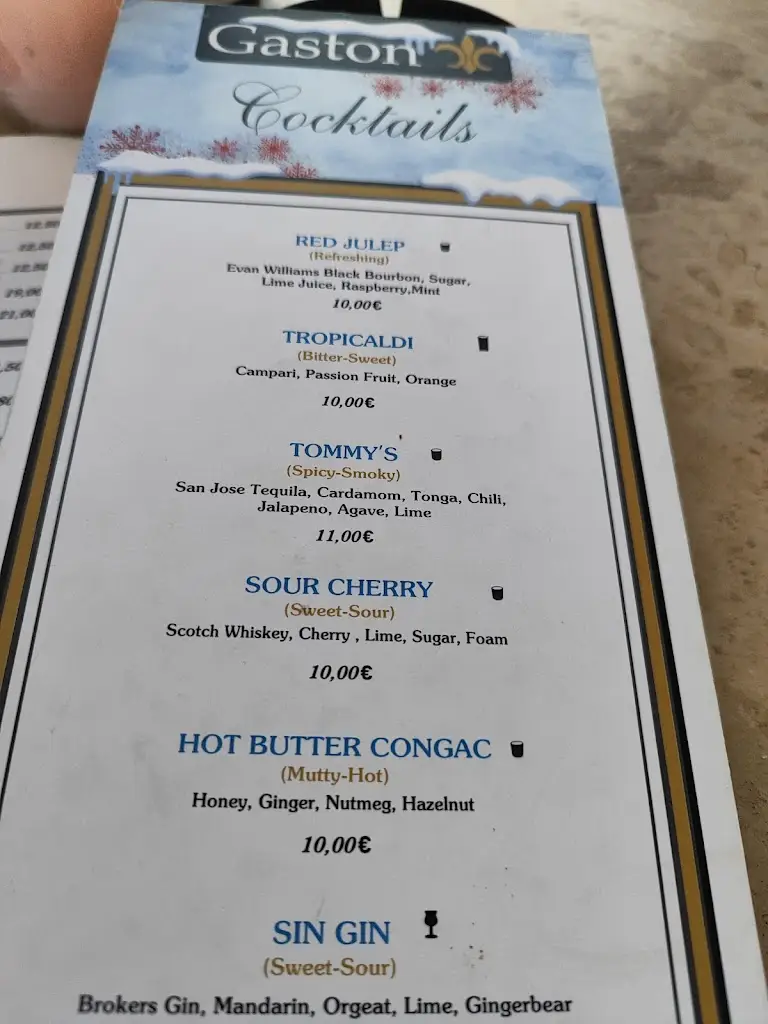 Gaston
Cocktails
RED JULEP
(Refreshing)
Evan Williams Black Bourbon, Sugar,
Lime Juice, Raspberry,Mint
10,00€
TROPICALDI
(Bitter-Sweet)
Campari, Passion Fruit, Orange
10,00€
TOMMY'S
(Spicy-Smoky)
San Jose Tequila, Cardamom, Tonga, Chili,
Jalapeno, Agave, Lime
11,00€
SOUR CHERRY
(Sweet-Sour)
Scotch Whiskey, Cherry , Lime, Sugar, Foam
10,00€
HOT BUTTER CONGAC
(Mutty-Hot)
Honey, Ginger, Nutmeg, Hazelnut
10,00€
SIN GIN
(Sweet-Sour)
Brokers Gin, Mandarin, Orgeat, Lime, Gingerbear